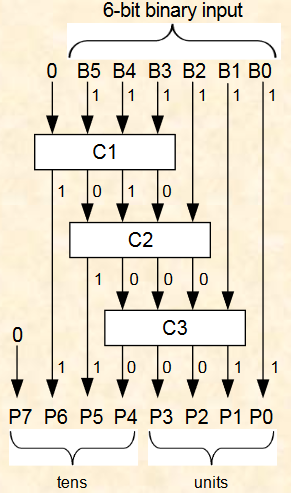 6-bit binary input
0 B5 B4 B3 B2 B1 B0
1 1 1 1 1 1
C1
1 0 1 0
C2
1 0 0 0
C3
0
1 1 0 0 0 1 1
P7 P6 P5 P4 P3 P2 P1 P0
tens units